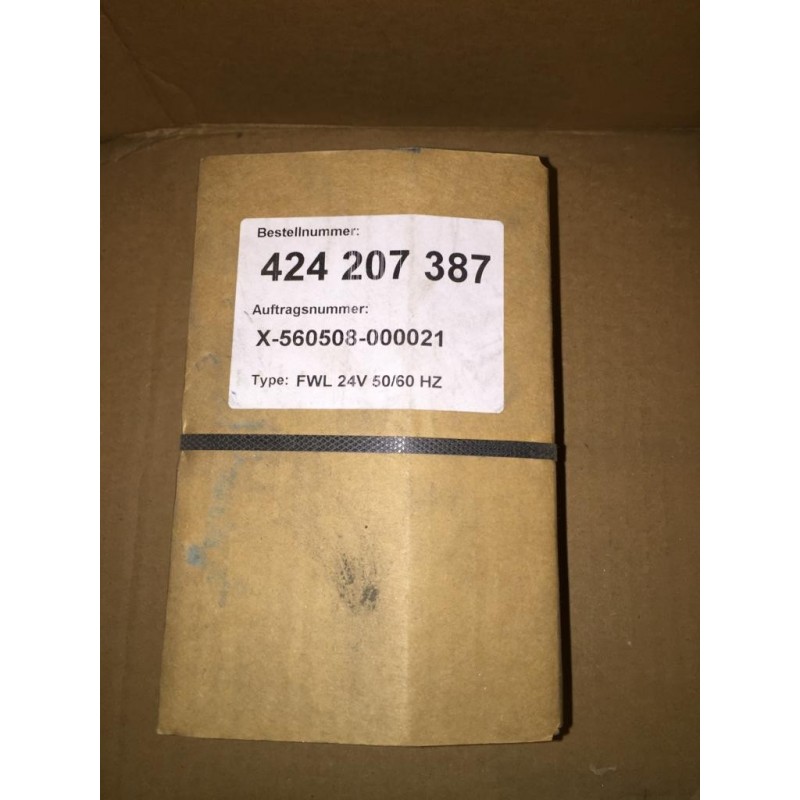 Bestellnummer:
424 207 387
Auftragsnummer:
X-560508-000021
Type: FWL 24V 50/60 HZ